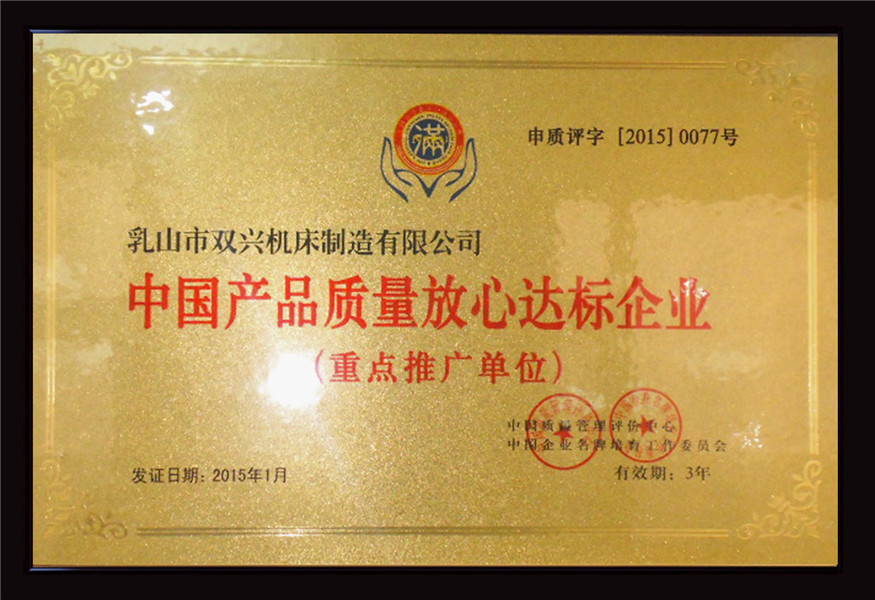 满
申质评字 [2015] 0077号
乳山市双兴机床制造有限公司
中国产品质量放心达标企业
（重点推广单位）
中国质量管理评价中心
中国企业名牌培育工作委员会
发证日期：2015年1月
有效期：3年